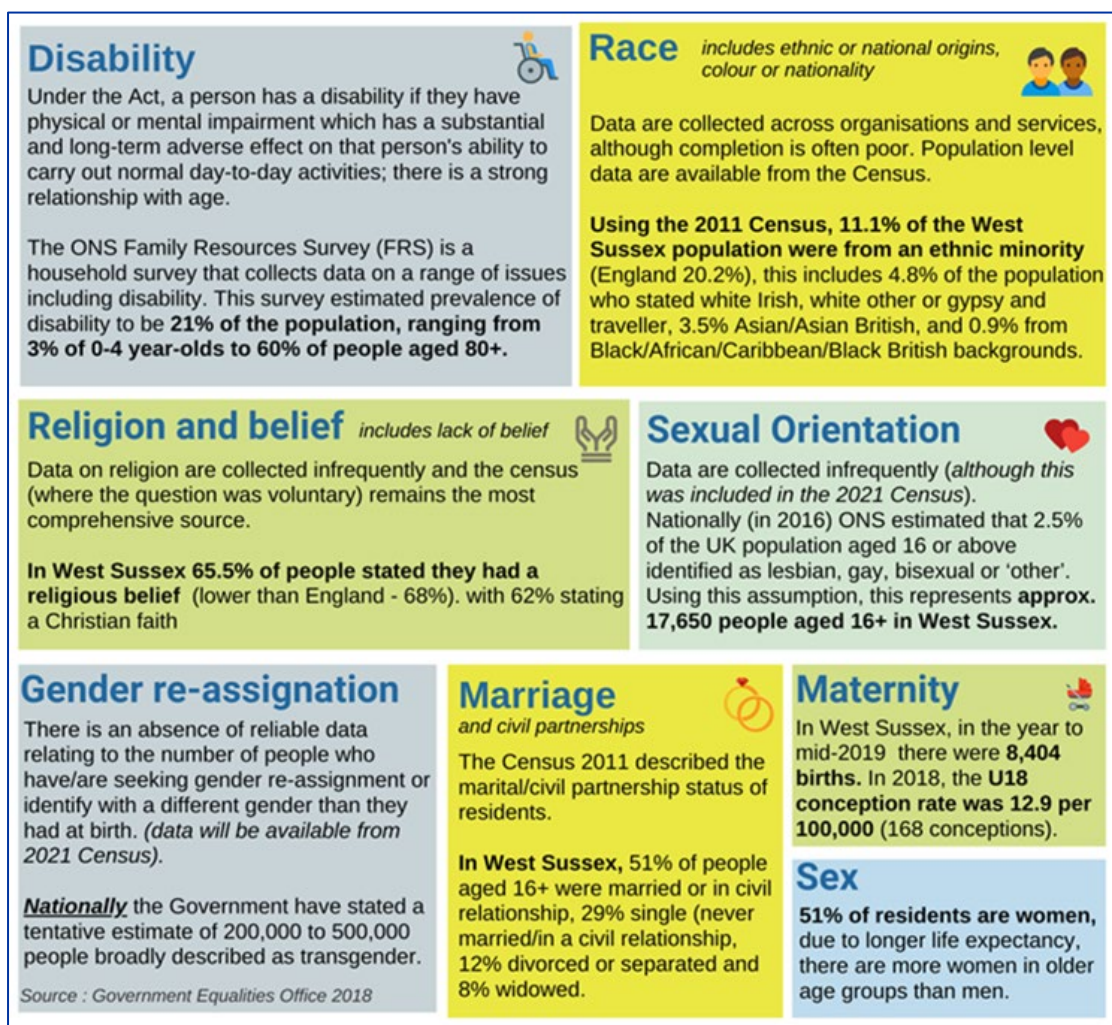 Disability
Under the Act, a person has a disability if they have
physical or mental impairment which has a substantial
and long-term adverse effect on that person's ability to
carry out normal day-to-day activities; there is a strong
relationship with age.
The ONS Family Resources Survey (FRS) is a
household survey that collects data on a range of issues
including disability. This survey estimated prevalence of
disability to be 21% of the population, ranging from
3% of 0-4 year-olds to 60% of people aged 80+.
Race includes ethnic or national origins,
colour or nationality
Data are collected across organisations and services,
although completion is often poor. Population level
data are available from the Census.
Using the 2011 Census, 11.1% of the West
Sussex population were from an ethnic minority
(England 20.2%), this includes 4.8% of the population
who stated white Irish, white other or gypsy and
traveller, 3.5% Asian/Asian British, and 0.9% from
Black/African/Caribbean/Black British backgrounds.
Religion and belief includes lack of belief
Data on religion are collected infrequently and the census
(where the question was voluntary) remains the most
comprehensive source.
In West Sussex 65.5% of people stated they had a
religious belief (lower than England - 68%). with 62% stating
a Christian faith
Sexual Orientation
Data are collected infrequently (although this
was included in the 2021 Census).
Nationally (in 2016) ONS estimated that 2.5%
of the UK population aged 16 or above
identified as lesbian, gay, bisexual or ‘other’.
Using this assumption, this represents approx.
17,650 people aged 16+ in West Sussex.
Gender re-assignation
There is an absence of reliable data
relating to the number of people who
have/are seeking gender re-assignment or
identify with a different gender than they
had at birth. (data will be available from
2021 Census).
Nationally the Government have stated a
tentative estimate of 200,000 to 500,000
people broadly described as transgender.
Source : Government Equalities Office 2018
Marriage
and civil partnerships
The Census 2011 described the
marital/civil partnership status of
residents.
In West Sussex, 51% of people
aged 16+ were married or in civil
relationship, 29% single (never
married/in a civil relationship,
12% divorced or separated and
8% widowed.
Maternity
In West Sussex, in the year to
mid-2019 there were 8,404
births. In 2018, the U18
conception rate was 12.9 per
100,000 (168 conceptions).
Sex
51% of residents are women,
due to longer life expectancy,
there are more women in older
age groups than men.